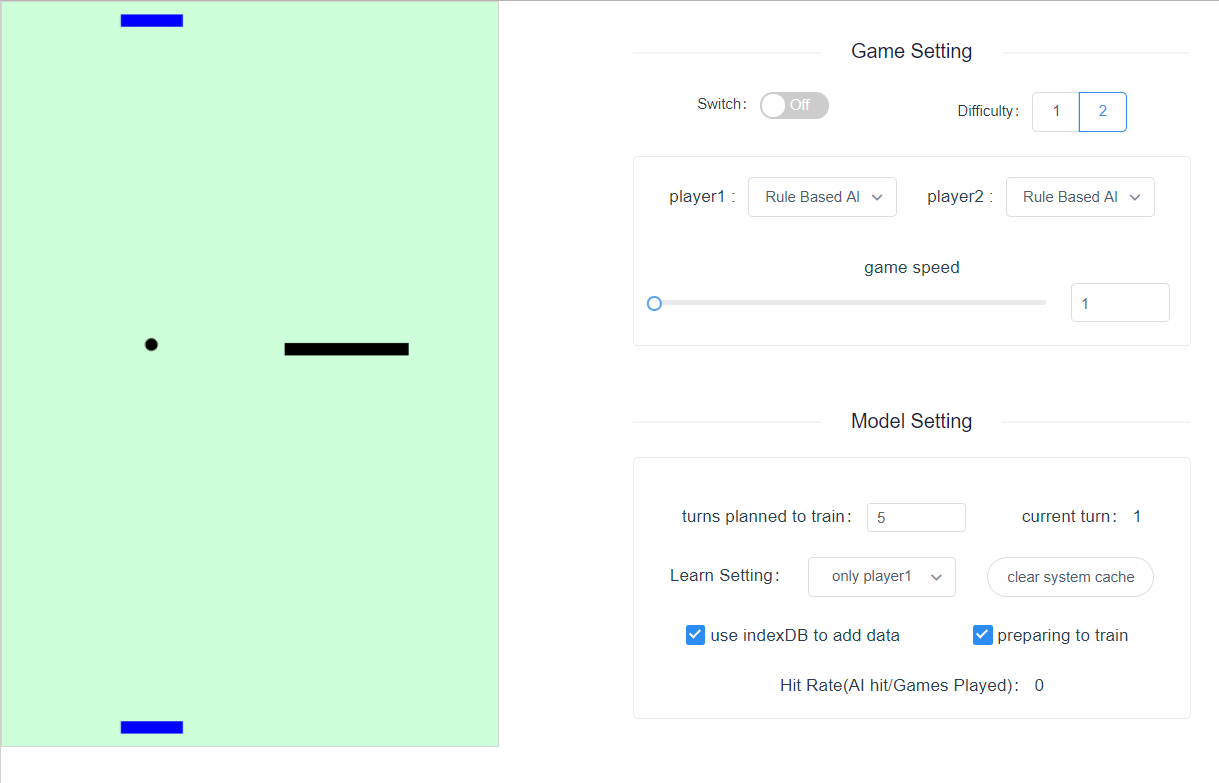 Game Setting
Switch: Off
Difficulty: 1 2
player1 : Rule Based AI player2 : Rule Based AI
game speed
1
Model Setting
turns planned to train: 5 current turn: 1
Learn Setting: only player1 clear system cache
use indexDB to add data preparing to train
Hit Rate(AI hit/Games Played): 0